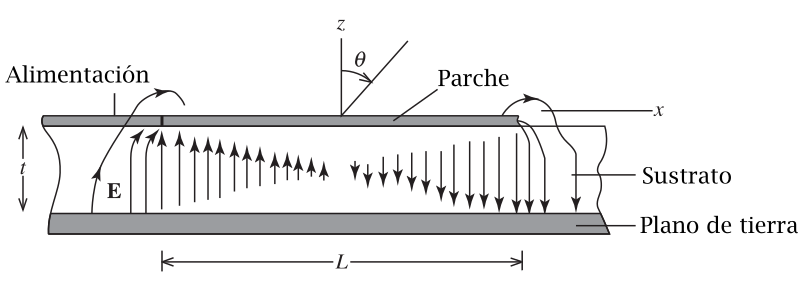 z
θ
Alimentación
Parche
x
t
E
Sustrato
Plano de tierra
L